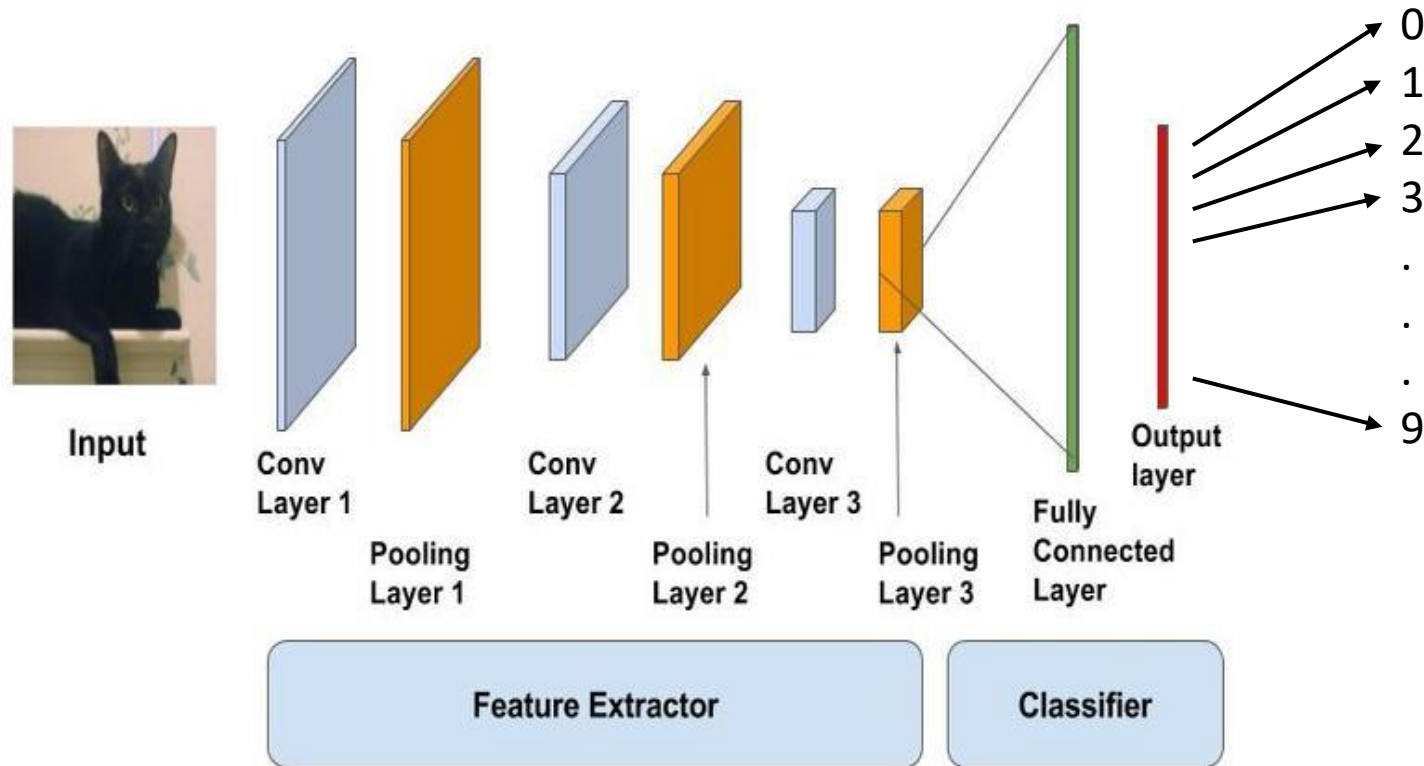 Input
Conv
Layer 1
Pooling
Layer 1
Conv
Layer 2
Pooling
Layer 2
Conv
Layer 3
Pooling
Layer 3
Fully
Connected
Layer
Output
layer
0
1
2
3
.
.
.
9
Feature Extractor
Classifier